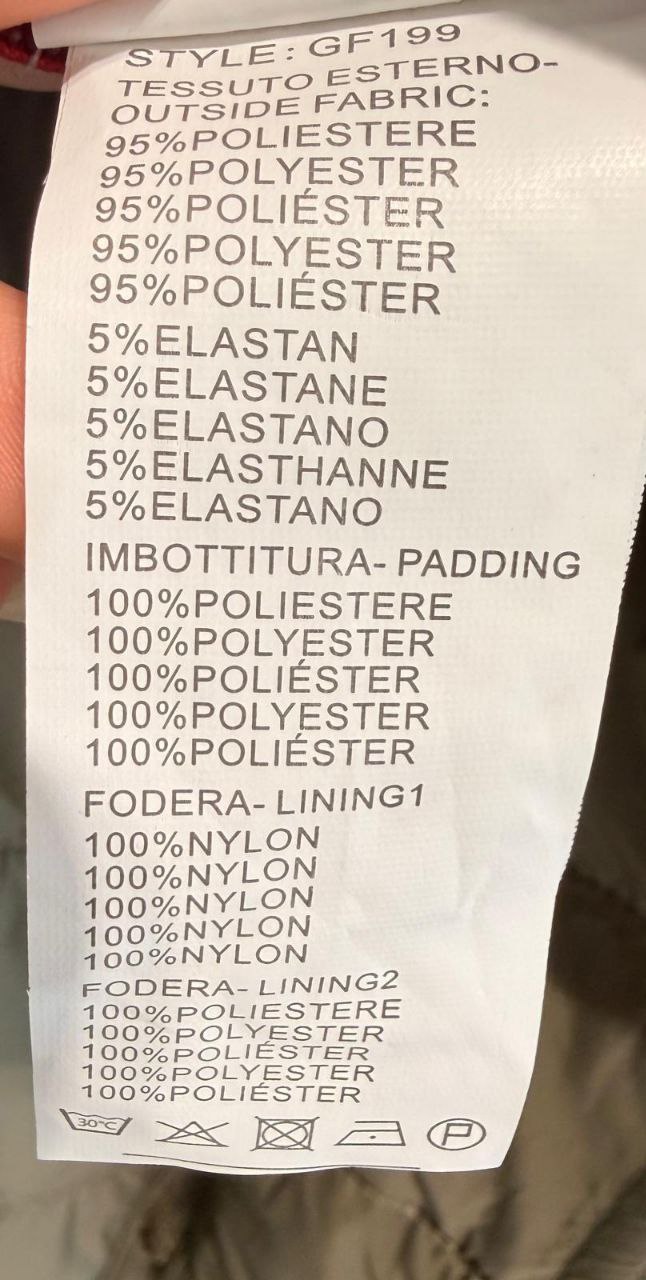 STYLE: GF199
TESSUTO ESTERNO-
OUTSIDE FABRIC:
95%POLIESTERE
95%POLYESTER
95%POLIÉSTER
95%POLYESTER
95%POLIÉSTER
5%ELASTAN
5%ELASTANE
5%ELASTANO
5%ELASTHANNE
5%ELASTANO
IMBOTTITURA- PADDING
100%POLIESTERE
100%POLYESTER
100%POLIÉSTER
100%POLYESTER
100%POLIÉSTER
FODERA- LINING1
100%NYLON
100%NYLON
100%NYLON
100%NYLON
100%NYLON
FODERA- LINING2
100%POLIESTERE
100%POLYESTER
100%POLIÉSTER
100%POLYESTER
100%POLIÉSTER
30°C P